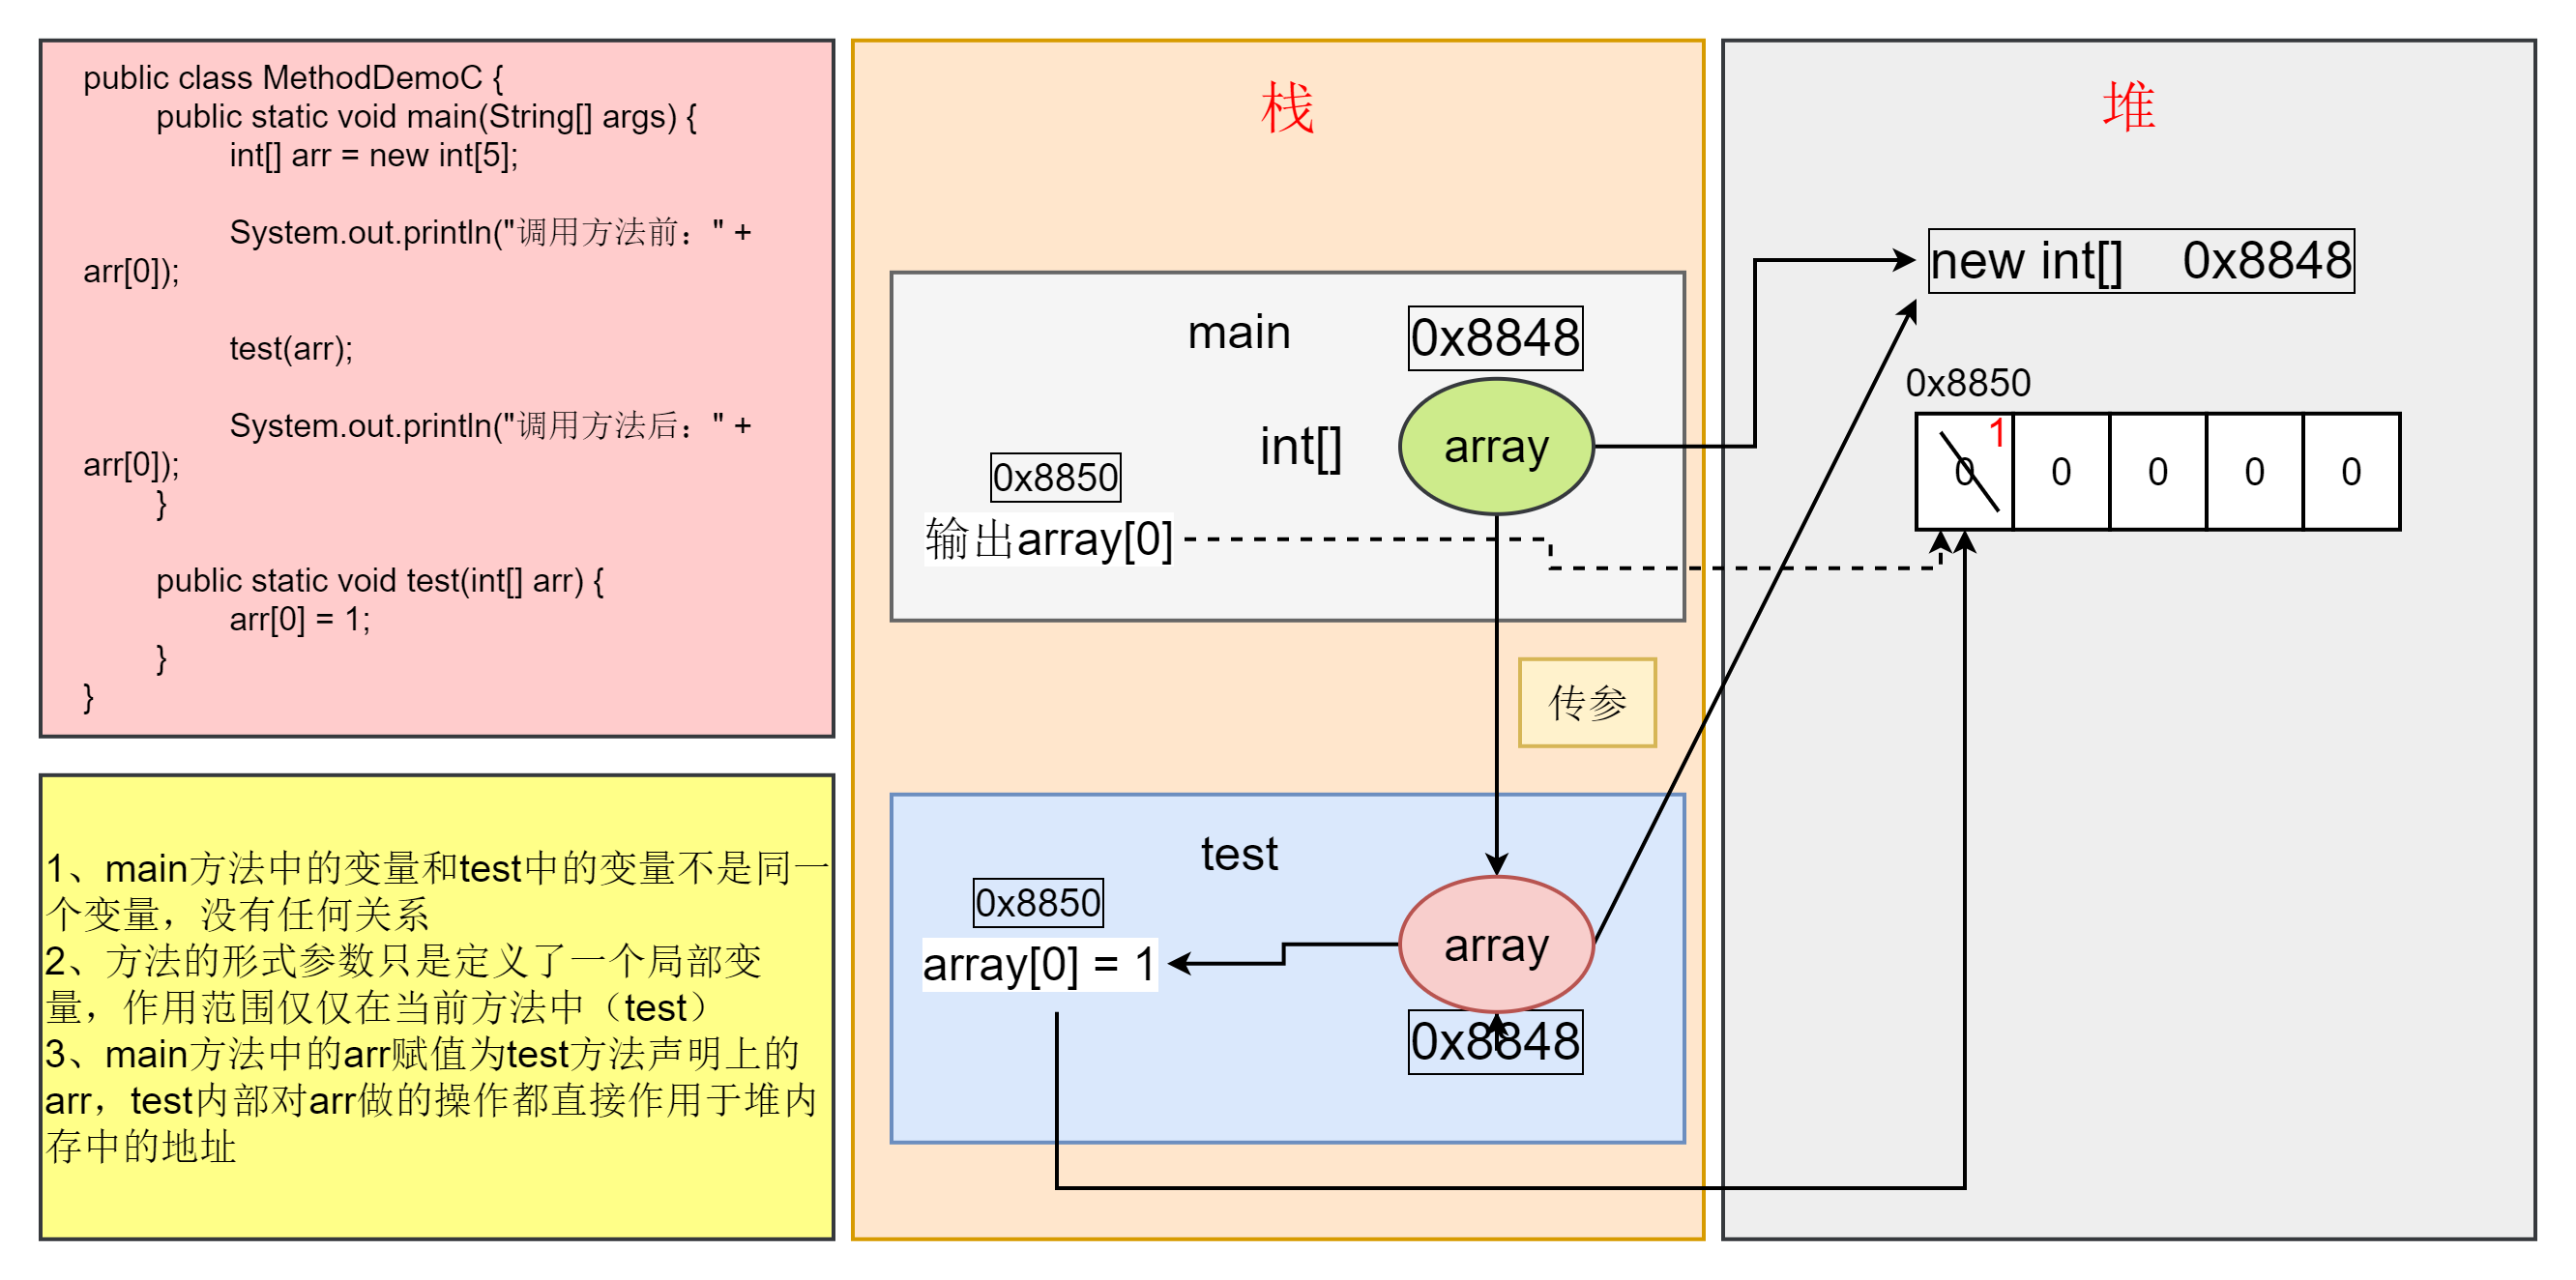 public class MethodDemoC {
public static void main(String[] args) {
int[] arr = new int[5];
System.out.println("调用方法前：" +
arr[0]);
test(arr);
System.out.println("调用方法后：" +
arr[0]);
}
public static void test(int[] arr) {
arr[0] = 1;
}
}
1、main方法中的变量和test中的变量不是同一
个变量，没有任何关系
2、方法的形式参数只是定义了一个局部变
量，作用范围仅仅在当前方法中（test）
3、main方法中的arr赋值为test方法声明上的
arr，test内部对arr做的操作都直接作用于堆内
存中的地址
栈
main
0x8848
int[]
array
0x8850
输出array[0]
传参
test
0x8850
array[0] = 1
array
0x8848
堆
new int[] 0x8848
0x8850
1
0 0 0 0 0